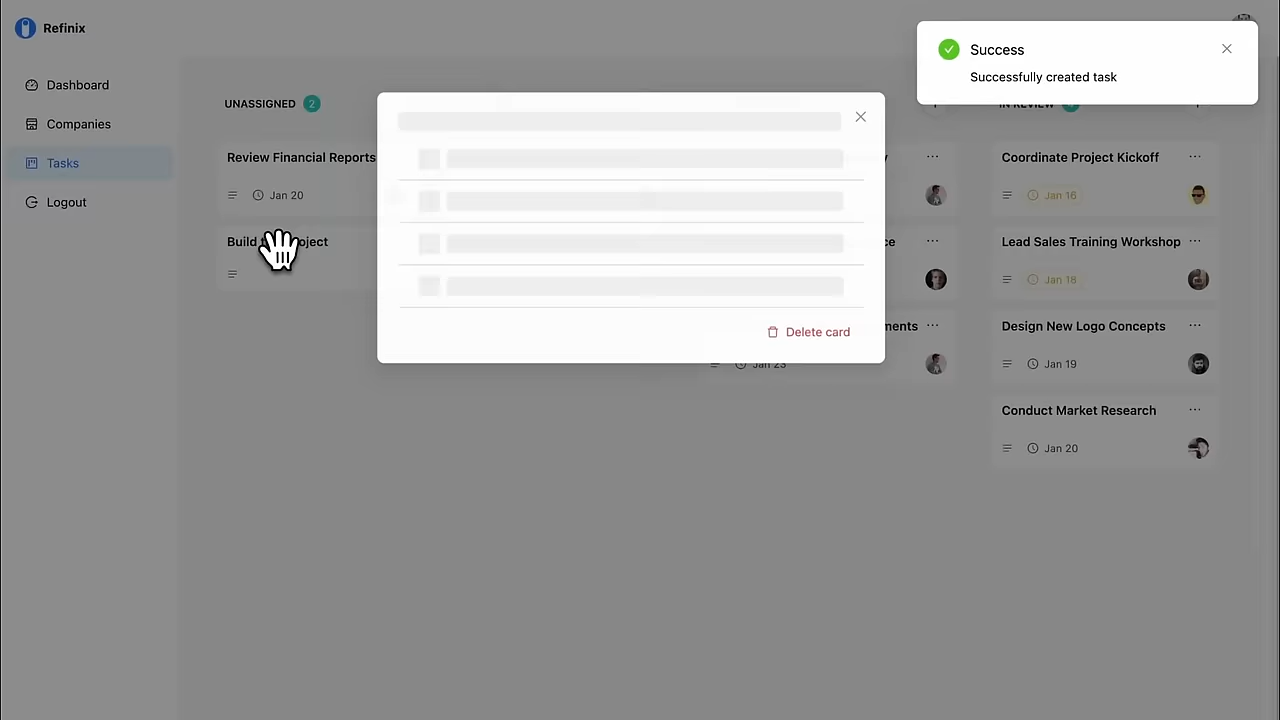 Refinix
Success
Successfully created task
Dashboard
Companies
Tasks
Logout
UNASSIGNED 2
IN REVIEW
Review Financial Reports
Jan 20
Build
Delete card
Coordinate Project Kickoff
Jan 16
Lead Sales Training Workshop
Jan 18
Jan 23
Design New Logo Concepts
Jan 19
Conduct Market Research
Jan 20